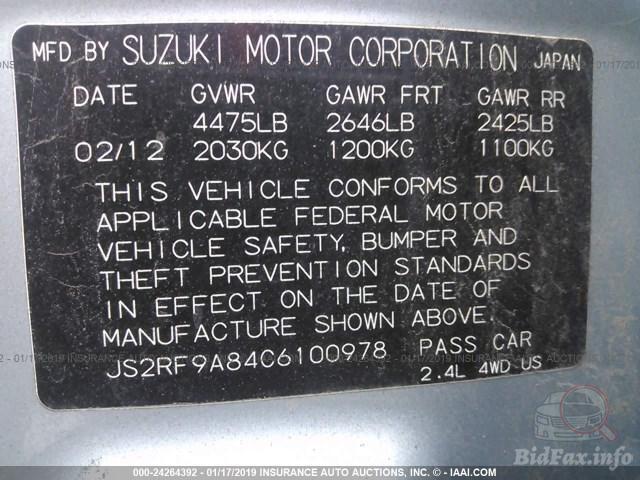 MFD BY SUZUKI MOTOR CORPORATION JAPAN
DATE GVWR GAWR FRT GAWR RR
4475LB 2646LB 2425LB
02/12 2030KG 1200KG 1100KG
THIS VEHICLE CONFORMS TO ALL
APPLICABLE FEDERAL MOTOR
VEHICLE SAFETY, BUMPER AND
THEFT PREVENTION STANDARDS
IN EFFECT ON THE DATE OF
MANUFACTURE SHOWN ABOVE.
JS2RF9A84C6100978 PASS CAR
2.4L 4WD US
BidFax.info
000-24264392 - 01/17/2019 INSURANCE AUTO AUCTIONS, INC. - IAAI.COM